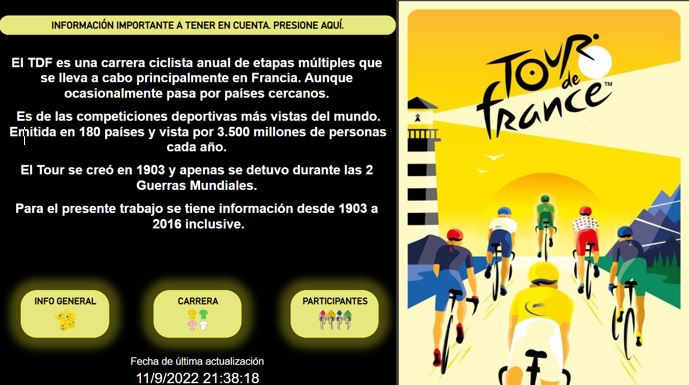 INFORMACIÓN IMPORTANTE A TENER EN CUENTA. PRESIONE AQUÍ.
El TDF es una carrera ciclista anual de etapas múltiples que
se lleva a cabo principalmente en Francia. Aunque
ocasionalmente pasa por países cercanos.
Es de las competiciones deportivas más vistas del mundo.
Emitida en 180 países y vista por 3.500 millones de personas
cada año.
El Tour se creó en 1903 y apenas se detuvo durante las 2
Guerras Mundiales.
Para el presente trabajo se tiene información desde 1903 a
2016 inclusive.
INFO GENERAL
CARRERA
PARTICIPANTES
Fecha de última actualización
11/9/2022 21:38:18
TOUR
de
france™